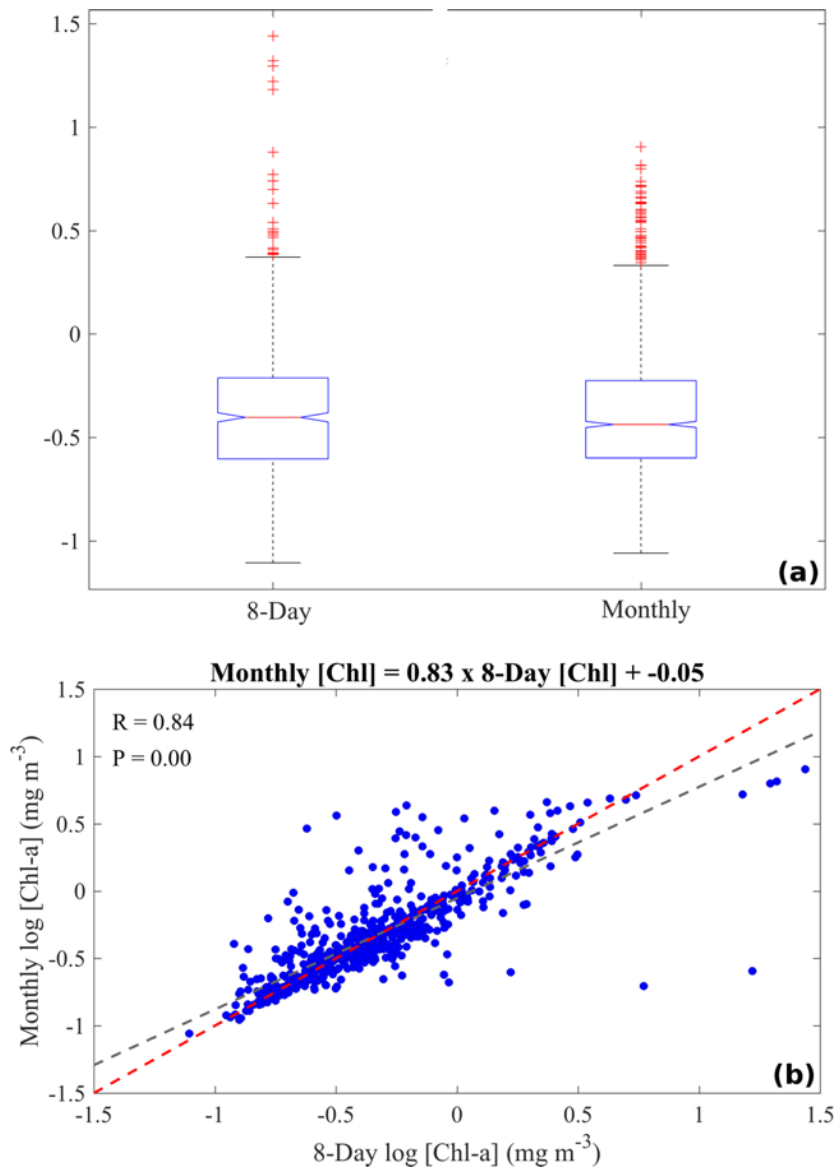 1.5
1
0.5
0
-0.5
-1
(a)
8-Day Monthly
Monthly [Chl] = 0.83 x 8-Day [Chl] + -0.05
R = 0.84
P = 0.00
1.5
1
0.5
0
-0.5
-1
-1.5
Monthly log [Chl-a] (mg m⁻³)
(b)
-1.5 -1 -0.5 0 0.5 1 1.5
8-Day log [Chl-a] (mg m⁻³)